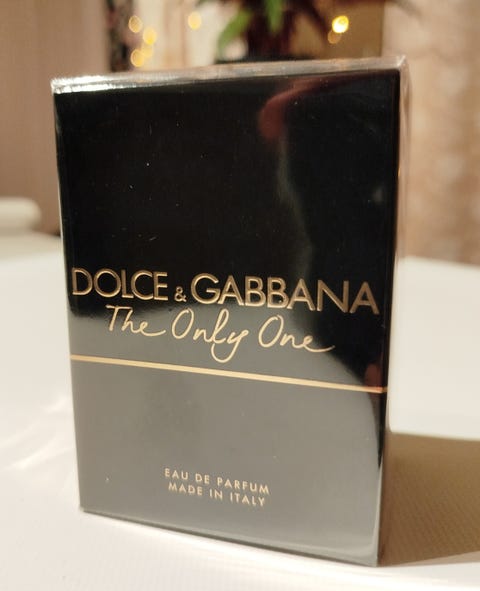 DOLCE & GABBANA
The Only One
EAU DE PARFUM
MADE IN ITALY